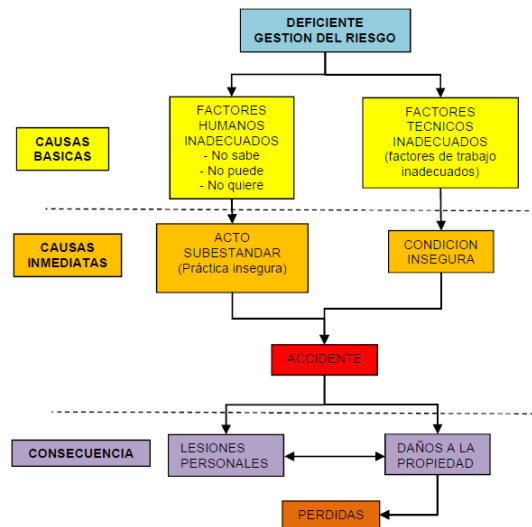 DEFICIENTE
GESTION DEL RIESGO
FACTORES
HUMANOS
INADECUADOS
- No sabe
- No puede
- No quiere
FACTORES
TECNICOS
INADECUADOS
(factores de trabajo
inadecuados)
CAUSAS
BASICAS
CAUSAS
INMEDIATAS
ACTO
SUBESTANDAR
(Práctica insegura)
CONDICION
INSEGURA
ACCIDENTE
CONSECUENCIA
LESIONES
PERSONALES
DAÑOS A LA
PROPIEDAD
PERDIDAS